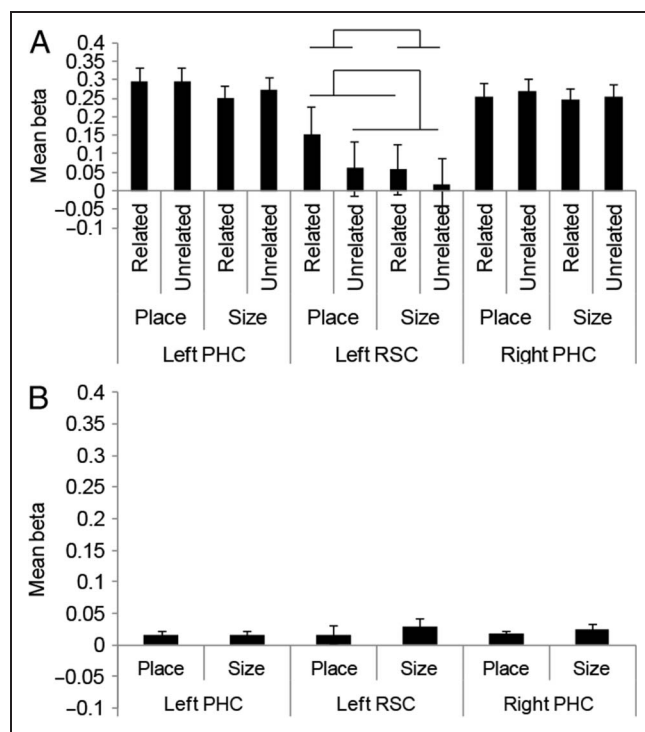 A
0.4
0.35
0.3
0.25
0.2
0.15
0.1
0.05
0
−0.05
−0.1
Mean beta
Related
Unrelated
Related
Unrelated
Related
Unrelated
Related
Unrelated
Related
Unrelated
Related
Unrelated
Place Size Place Size Place Size
Left PHC Left RSC Right PHC
B
0.4
0.35
0.3
0.25
0.2
0.15
0.1
0.05
0
−0.05
−0.1
Mean beta
Place Size Place Size Place Size
Left PHC Left RSC Right PHC